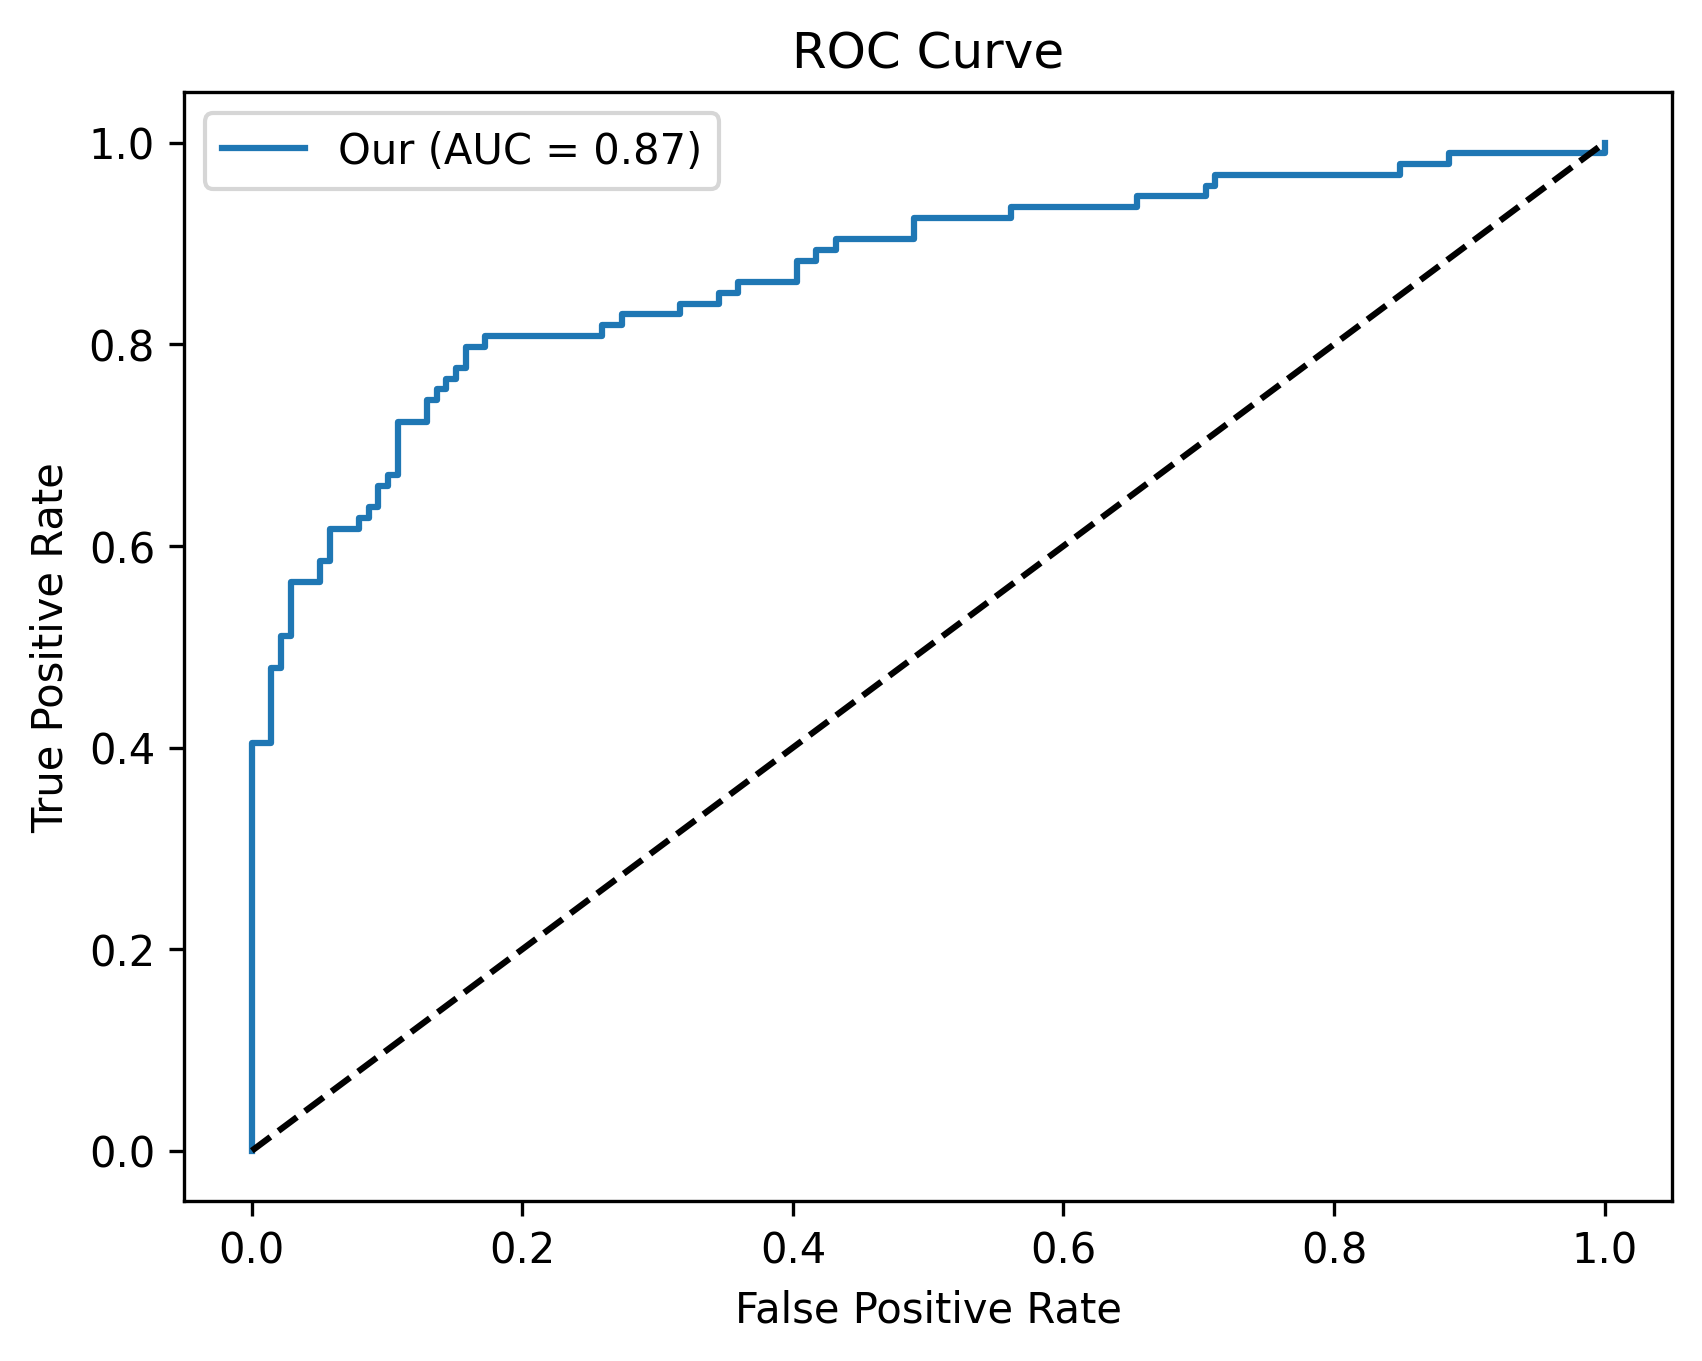 ROC Curve
Our (AUC = 0.87)
1.0
0.8
0.6
0.4
0.2
0.0
True Positive Rate
0.0 0.2 0.4 0.6 0.8 1.0
False Positive Rate